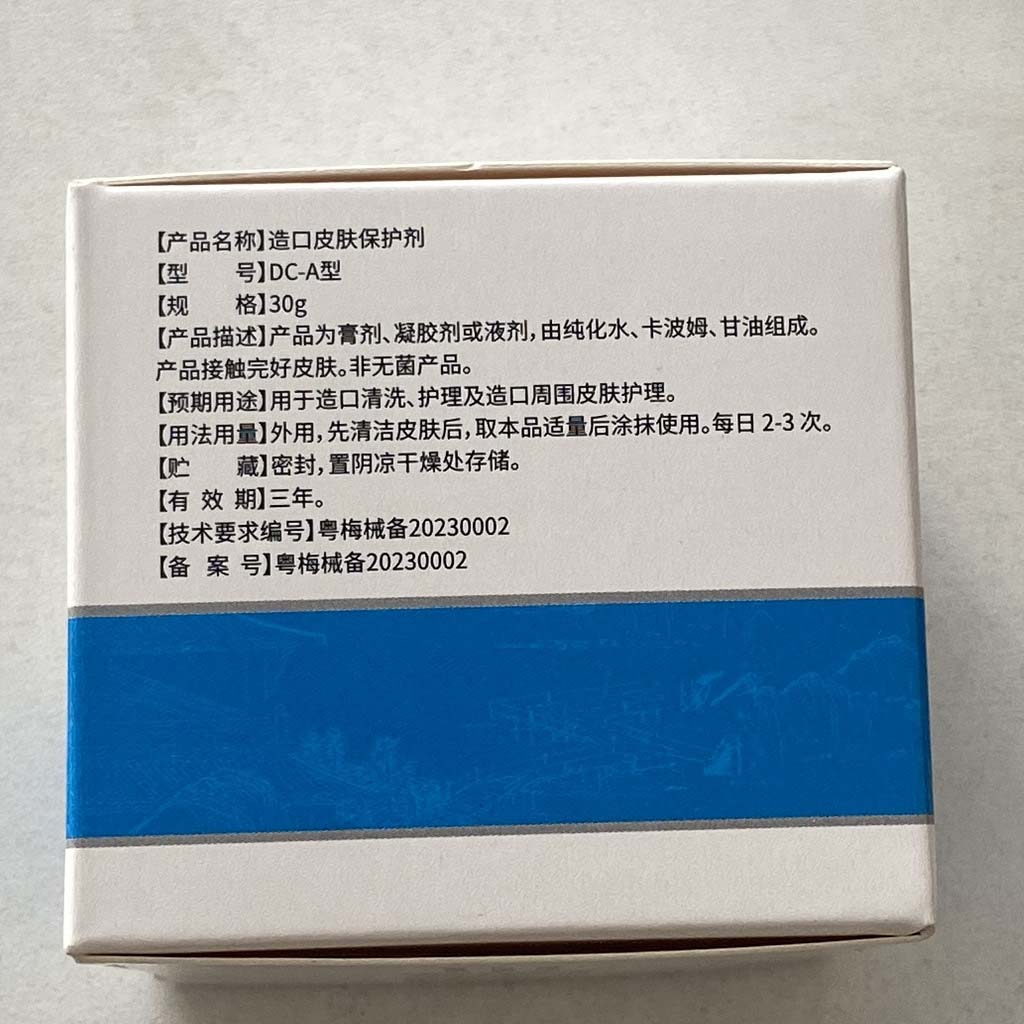 【产品名称】造口皮肤保护剂
【型 号】DC-A型
【规 格】30g
【产品描述】产品为膏剂、凝胶剂或液剂,由纯化水、卡波姆、甘油组成。
产品接触完好皮肤。非无菌产品。
【预期用途】用于造口清洗、护理及造口周围皮肤护理。
【用法用量】外用,先清洁皮肤后,取本品适量后涂抹使用。每日 2-3 次。
【贮 藏】密封,置阴凉干燥处存储。
【有 效 期】三年。
【技术要求编号】粤梅械备20230002
【备 案 号】粤梅械备20230002